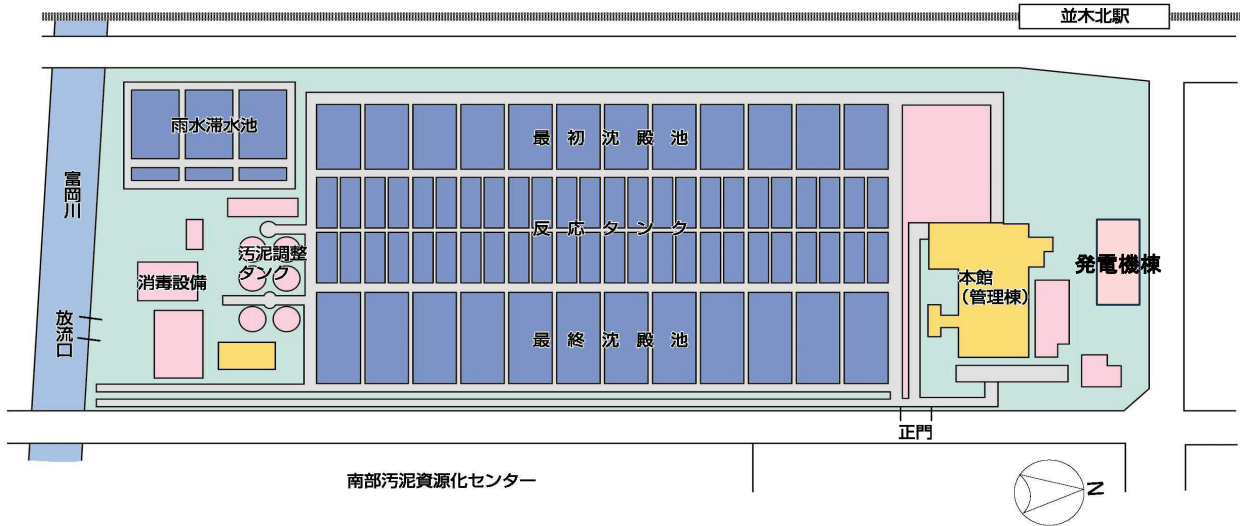 並木北駅
雨水滞水池
最初沈殿池
富岡川
反応タンク
汚泥調整
タンク
消毒設備
発電機棟
本館
(管理棟)
放流口
最終沈殿池
正門
南部汚泥資源化センター
N